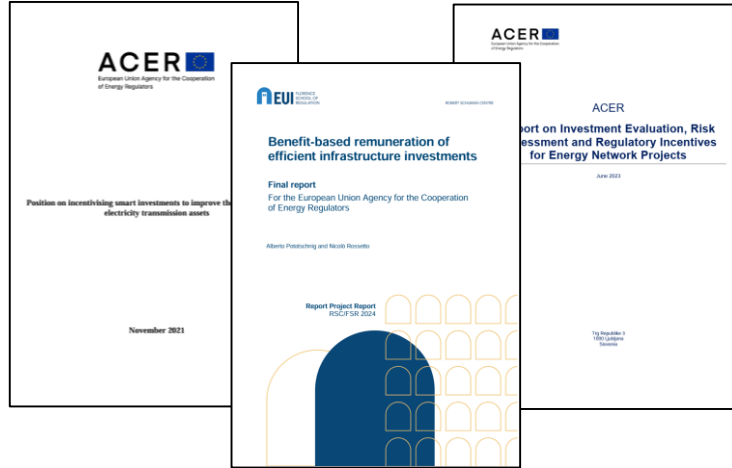 ACER
European Union Agency for the Cooperation
of Energy Regulators
Position on incentivising smart investments to improve the
electricity transmission assets
November 2021
EUI
FLORENCE
SCHOOL OF
REGULATION
ROBERT SCHUMAN CENTRE
Benefit-based remuneration of
efficient infrastructure investments
Final report
For the European Union Agency for the Cooperation
of Energy Regulators
Alberto Pototschnig and Nicolò Rossetto
Report Project Report
RSC/FSR 2024
ACER
European Union Agency for the Cooperation
of Energy Regulators
ACER
port on Investment Evaluation, Risk
essment and Regulatory Incentives
for Energy Network Projects
June 2023
Trg Republike 3
1000 Ljubljana
Slovenia